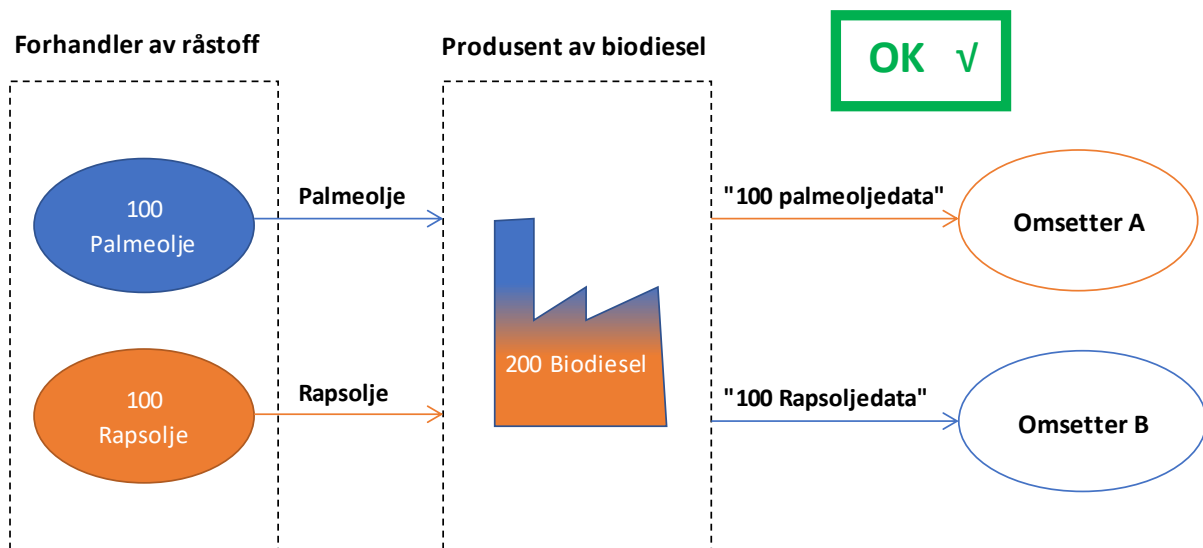 Forhandler av råstoff
Produsent av biodiesel
OK √
100
Palmeolje
Palmeolje
"100 palmeoljedata"
Omsetter A
200 Biodiesel
100
Rapsolje
Rapsolje
"100 Rapsoljedata"
Omsetter B